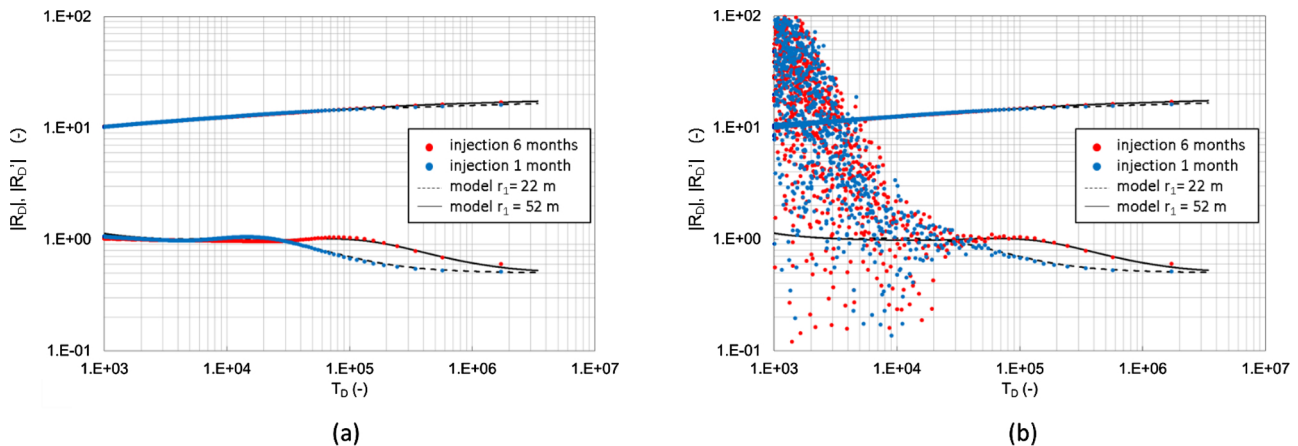 1.E+02
1.E+01
1.E+00
1.E-01
|R_D|, |R_D'| (-)
injection 6 months
injection 1 month
model r₁= 22 m
model r₁ = 52 m
1.E+03 1.E+04 1.E+05 1.E+06 1.E+07
T_D (-)
(a)
1.E+02
1.E+01
1.E+00
1.E-01
|R_D|, |R_D'| (-)
injection 6 months
injection 1 month
model r₁= 22 m
model r₁ = 52 m
1.E+03 1.E+04 1.E+05 1.E+06 1.E+07
T_D (-)
(b)